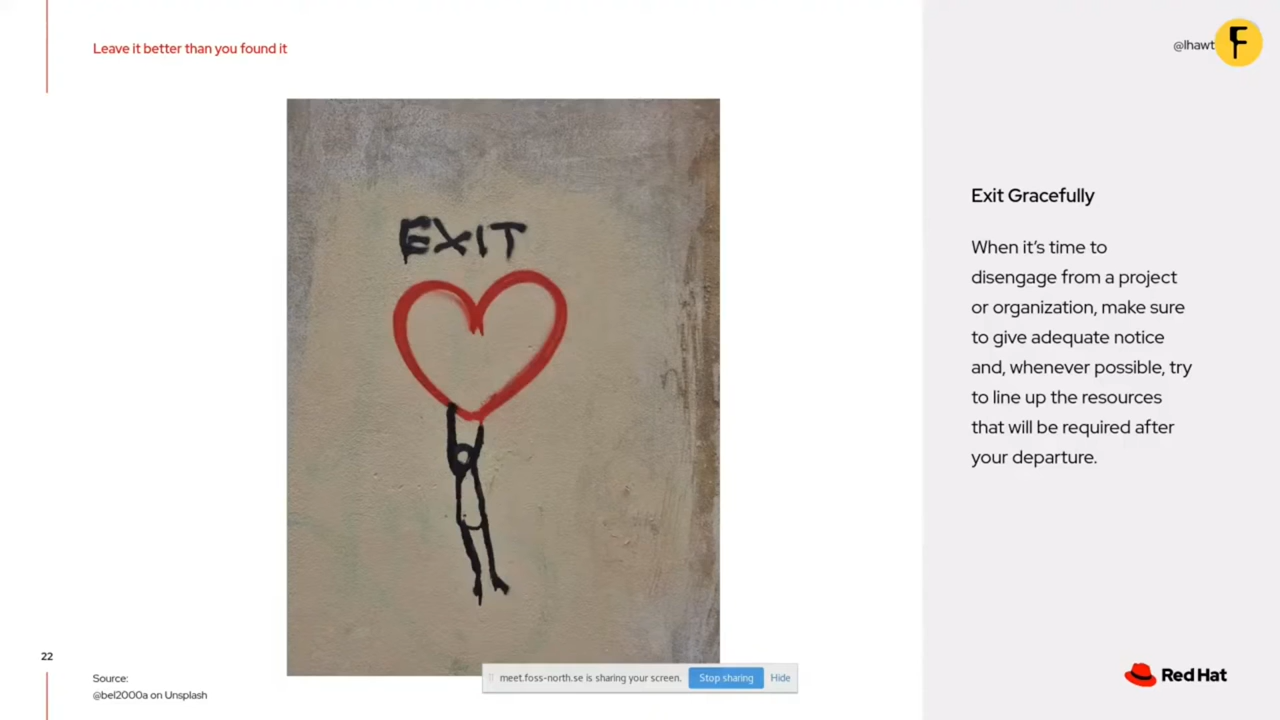 Leave it better than you found it
@lhawt
F
EXIT
Exit Gracefully
When it's time to
disengage from a project
or organization, make sure
to give adequate notice
and, whenever possible, try
to line up the resources
that will be required after
your departure.
22
Source:
@bel2000a on Unsplash
meet.foss-north.se is sharing your screen. Stop sharing Hide
Red Hat